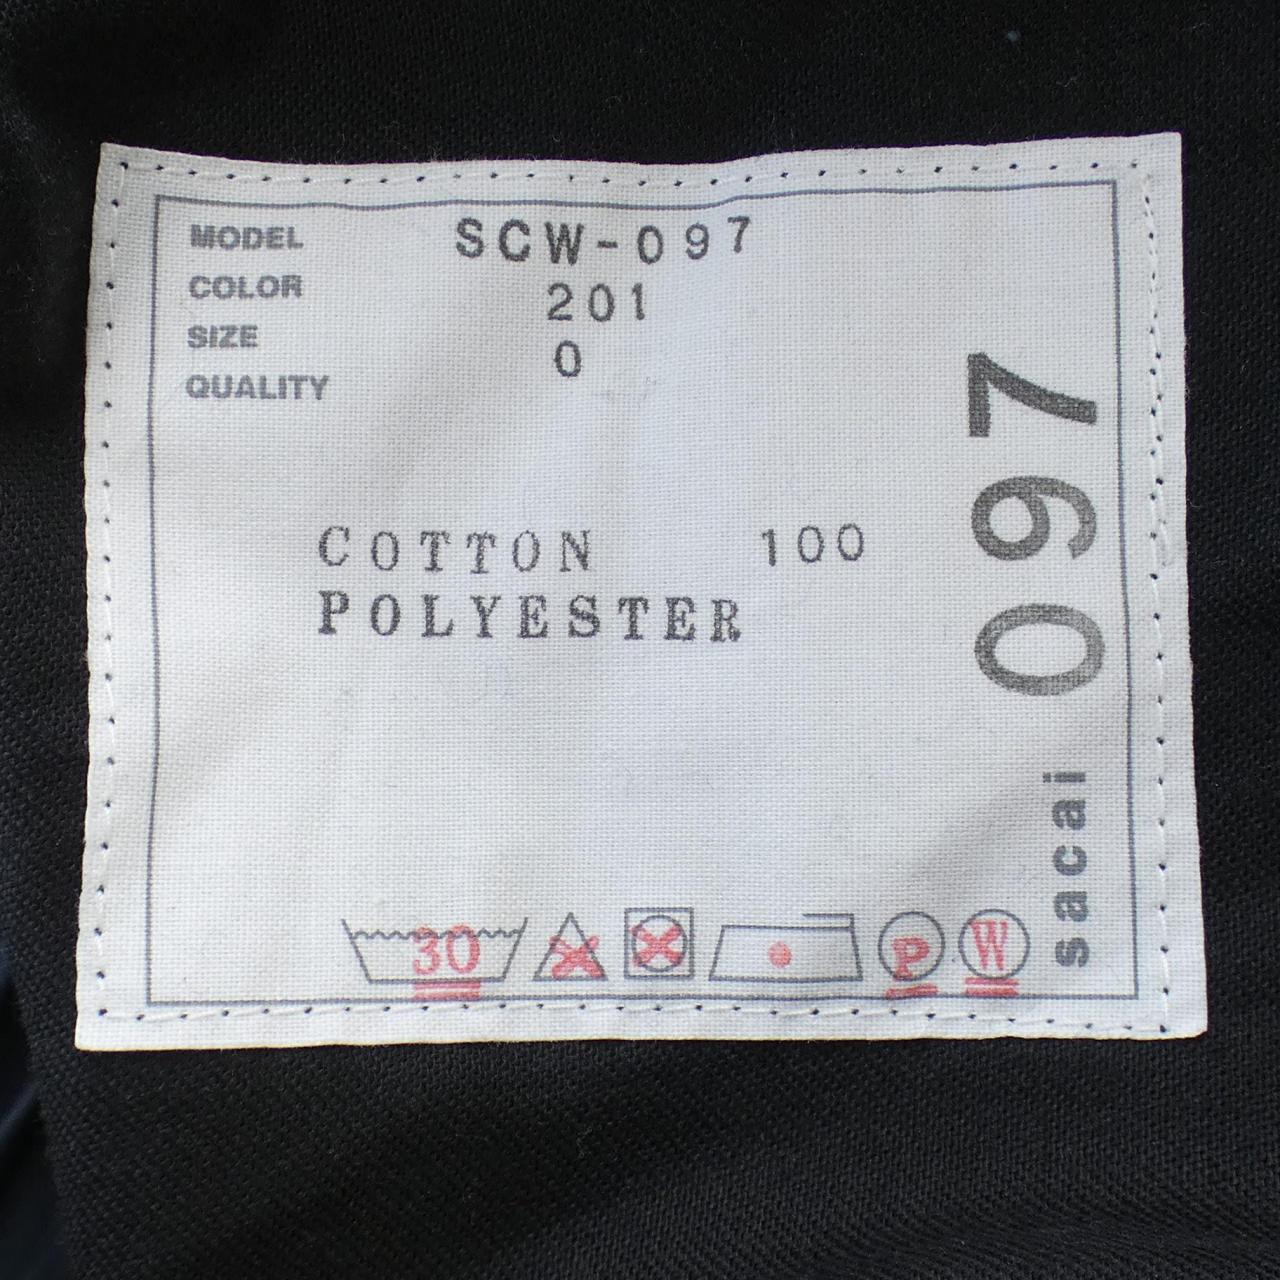 MODEL SCW-097
COLOR 201
SIZE 0
QUALITY
COTTON 100
POLYESTER
30
P
W
sacai 097